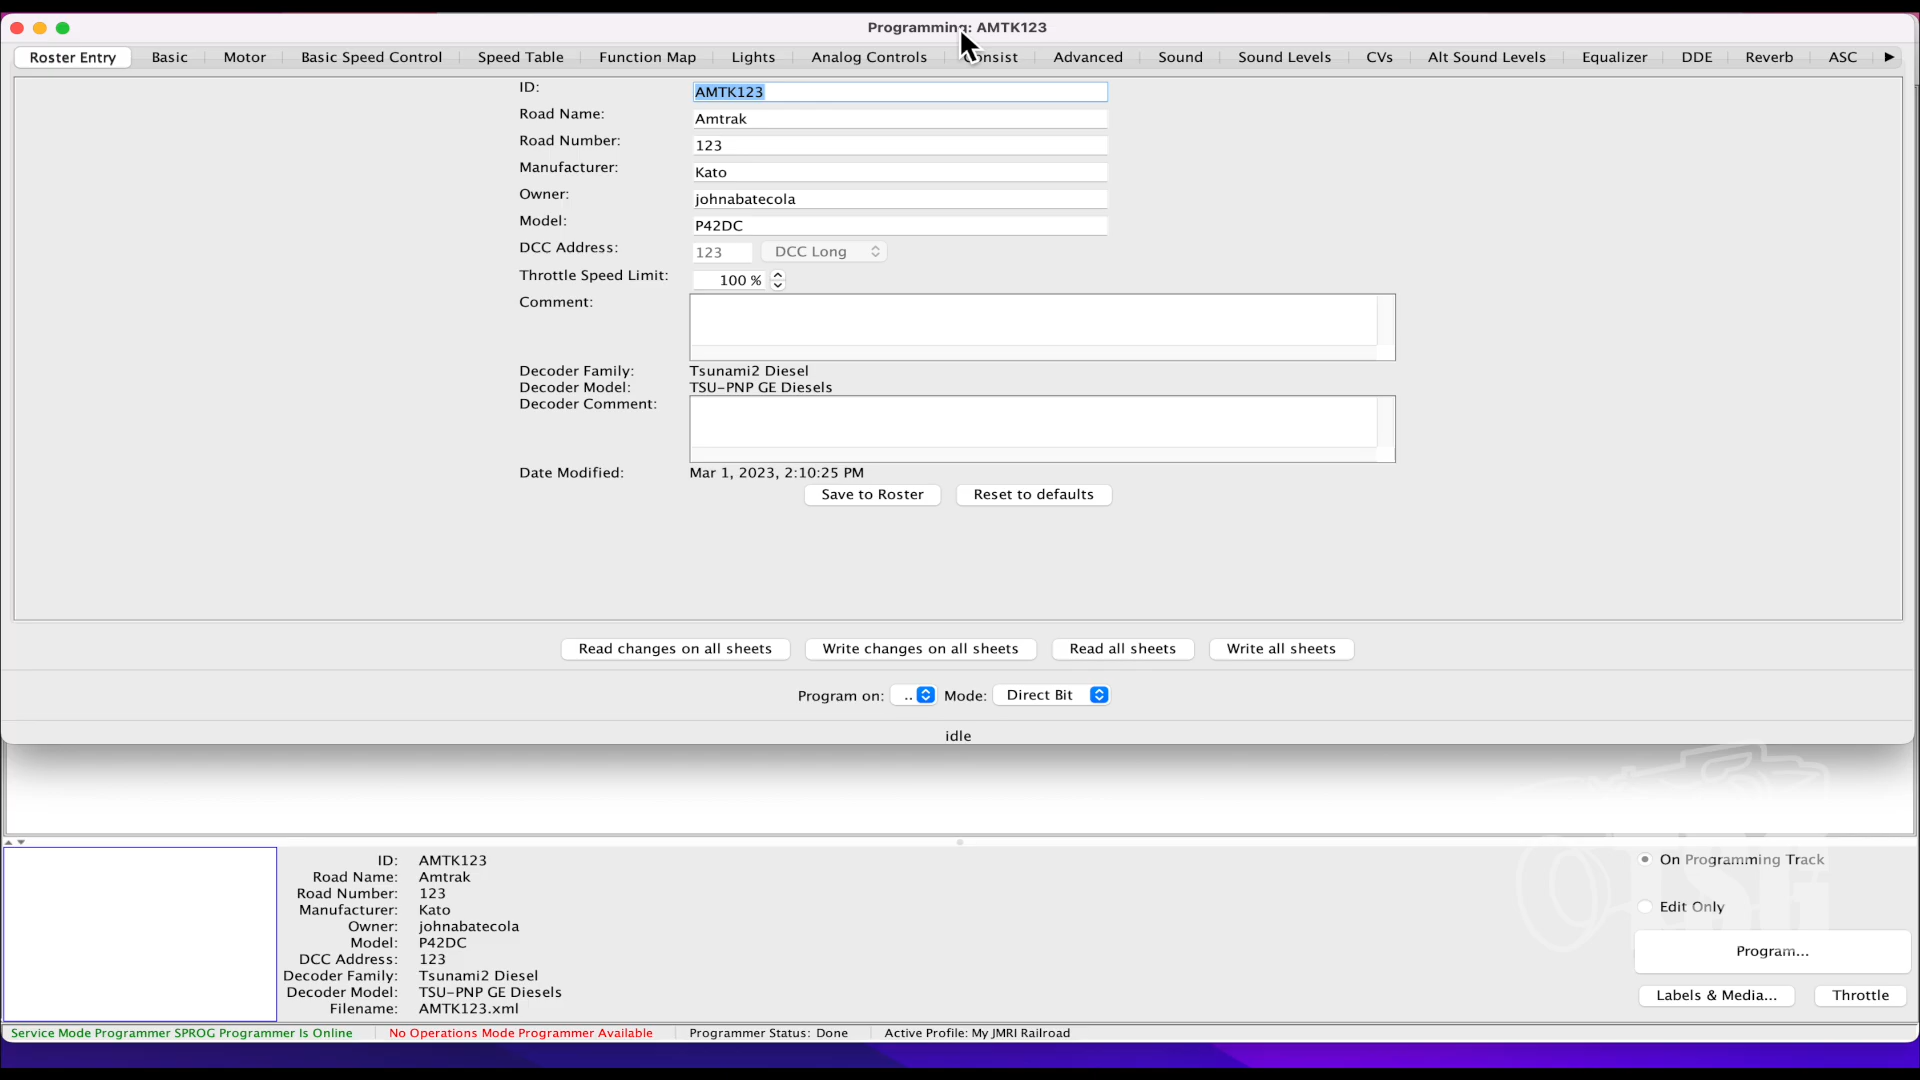 Programming: AMTK123
Roster Entry Basic Motor Basic Speed Control Speed Table Function Map Lights Analog Controls Consist Advanced Sound Sound Levels CVs Alt Sound Levels Equalizer DDE Reverb ASC
ID: AMTK123
Road Name: Amtrak
Road Number: 123
Manufacturer: Kato
Owner: johnabatecola
Model: P42DC
DCC Address: 123 DCC Long
Throttle Speed Limit: 100 %
Comment:
Decoder Family: Tsunami2 Diesel
Decoder Model: TSU-PNP GE Diesels
Decoder Comment:
Date Modified: Mar 1, 2023, 2:10:25 PM
Save to Roster Reset to defaults
Read changes on all sheets Write changes on all sheets Read all sheets Write all sheets
Program on: .. Mode: Direct Bit
idle
ID: AMTK123
Road Name: Amtrak
Road Number: 123
Manufacturer: Kato
Owner: johnabatecola
Model: P42DC
DCC Address: 123
Decoder Family: Tsunami2 Diesel
Decoder Model: TSU-PNP GE Diesels
Filename: AMTK123.xml
On Programming Track
Edit Only
Program...
Labels & Media... Throttle
Service Mode Programmer SPROG Programmer Is Online No Operations Mode Programmer Available Programmer Status: Done Active Profile: My JMRI Railroad